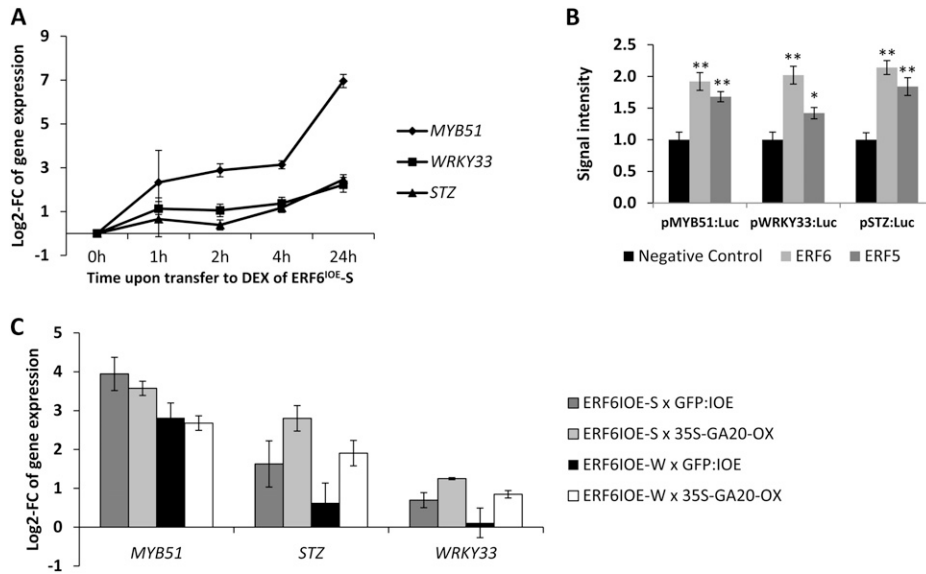 A
Log2-FC of gene expression
9
7
5
3
1
-1
0h 1h 2h 4h 24h
Time upon transfer to DEX of ERF6IOE-S
MYB51
WRKY33
STZ
B
Signal intensity
2.5
2.0
1.5
1.0
0.5
0.0
** ** ** * ** **
pMYB51:Luc pWRKY33:Luc pSTZ:Luc
Negative Control ERF6 ERF5
C
Log2-FC of gene expression
5
4
3
2
1
0
-1
MYB51 STZ WRKY33
ERF6IOE-S x GFP:IOE
ERF6IOE-S x 35S-GA20-OX
ERF6IOE-W x GFP:IOE
ERF6IOE-W x 35S-GA20-OX